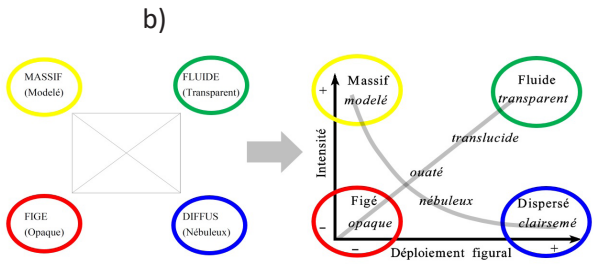 b)
MASSIF
(Modelé)
FLUIDE
(Transparent)
FIGE
(Opaque)
DIFFUS
(Nébuleux)
+
Massif
modelé
Fluide
transparent
translucide
ouaté
nébuleux
Intensité
Figé
opaque
Dispersé
clairsemé
–
–
+
Déploiement figural